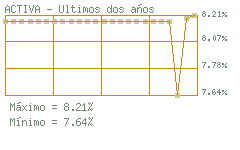 ACTIVA - Ultimos dos años
8.21%
8.07%
7.78%
7.64%
Máximo = 8.21%
Mínimo = 7.64%